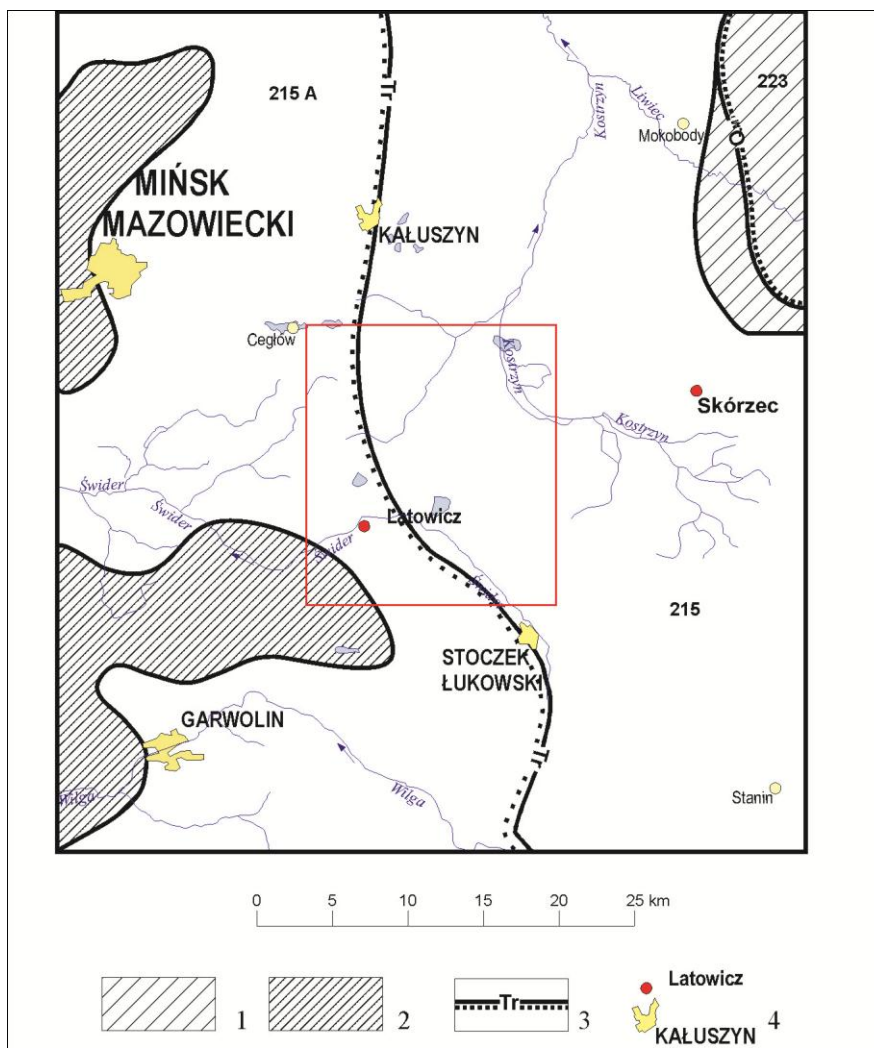 215 A
Tr
223
Liwiec
Kostrzyn
Mokobody
O
MIŃSK
MAZOWIECKI
KAŁUSZYN
Cegłów
Kostrzyn
Skórzec
Kostrzyn
Świder
Świder
Łatowicz
Świder
Świder
215
STOCZEK
ŁUKOWSKI
GARWOLIN
Tr
Wilga
Wilga
Stanin
0 5 10 15 20 25 km
1 2 Tr 3 Latowicz
KAŁUSZYN 4